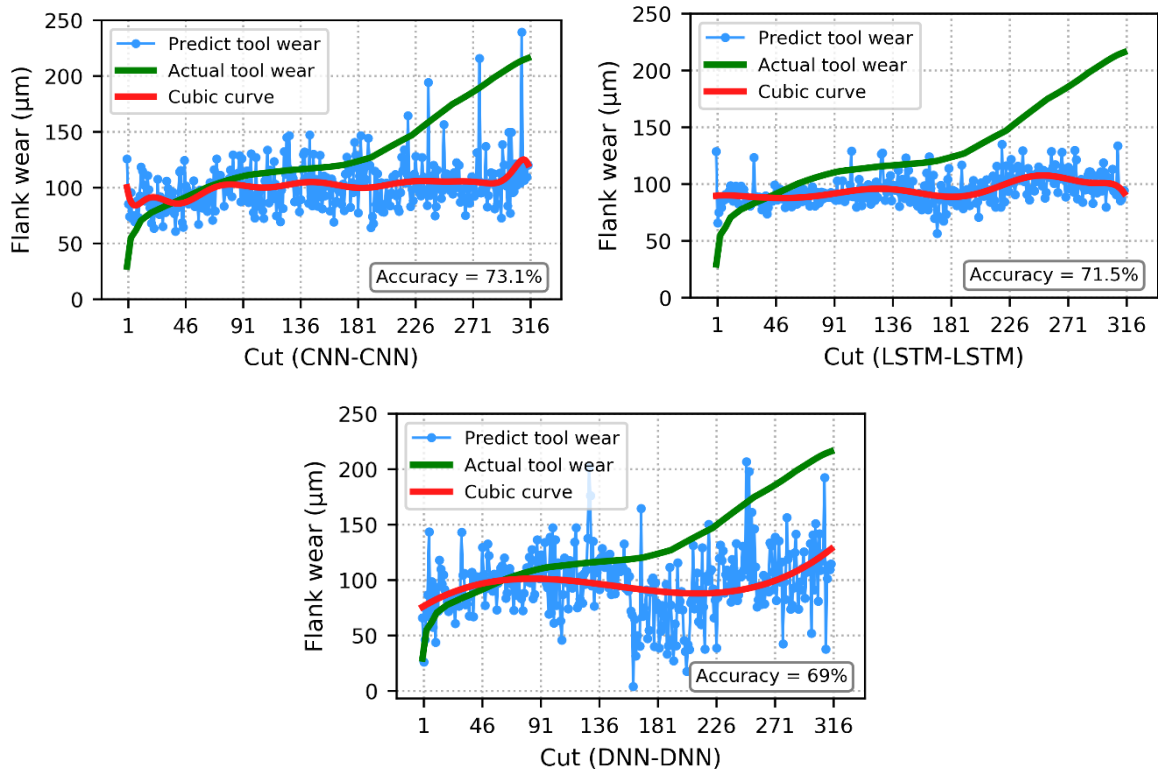 250
200
150
100
50
0
Flank wear (μm)
Predict tool wear
Actual tool wear
Cubic curve
Accuracy = 73.1%
1 46 91 136 181 226 271 316
Cut (CNN-CNN)
250
200
150
100
50
0
Flank wear (μm)
Predict tool wear
Actual tool wear
Cubic curve
Accuracy = 71.5%
1 46 91 136 181 226 271 316
Cut (LSTM-LSTM)
250
200
150
100
50
0
Flank wear (μm)
Predict tool wear
Actual tool wear
Cubic curve
Accuracy = 69%
1 46 91 136 181 226 271 316
Cut (DNN-DNN)